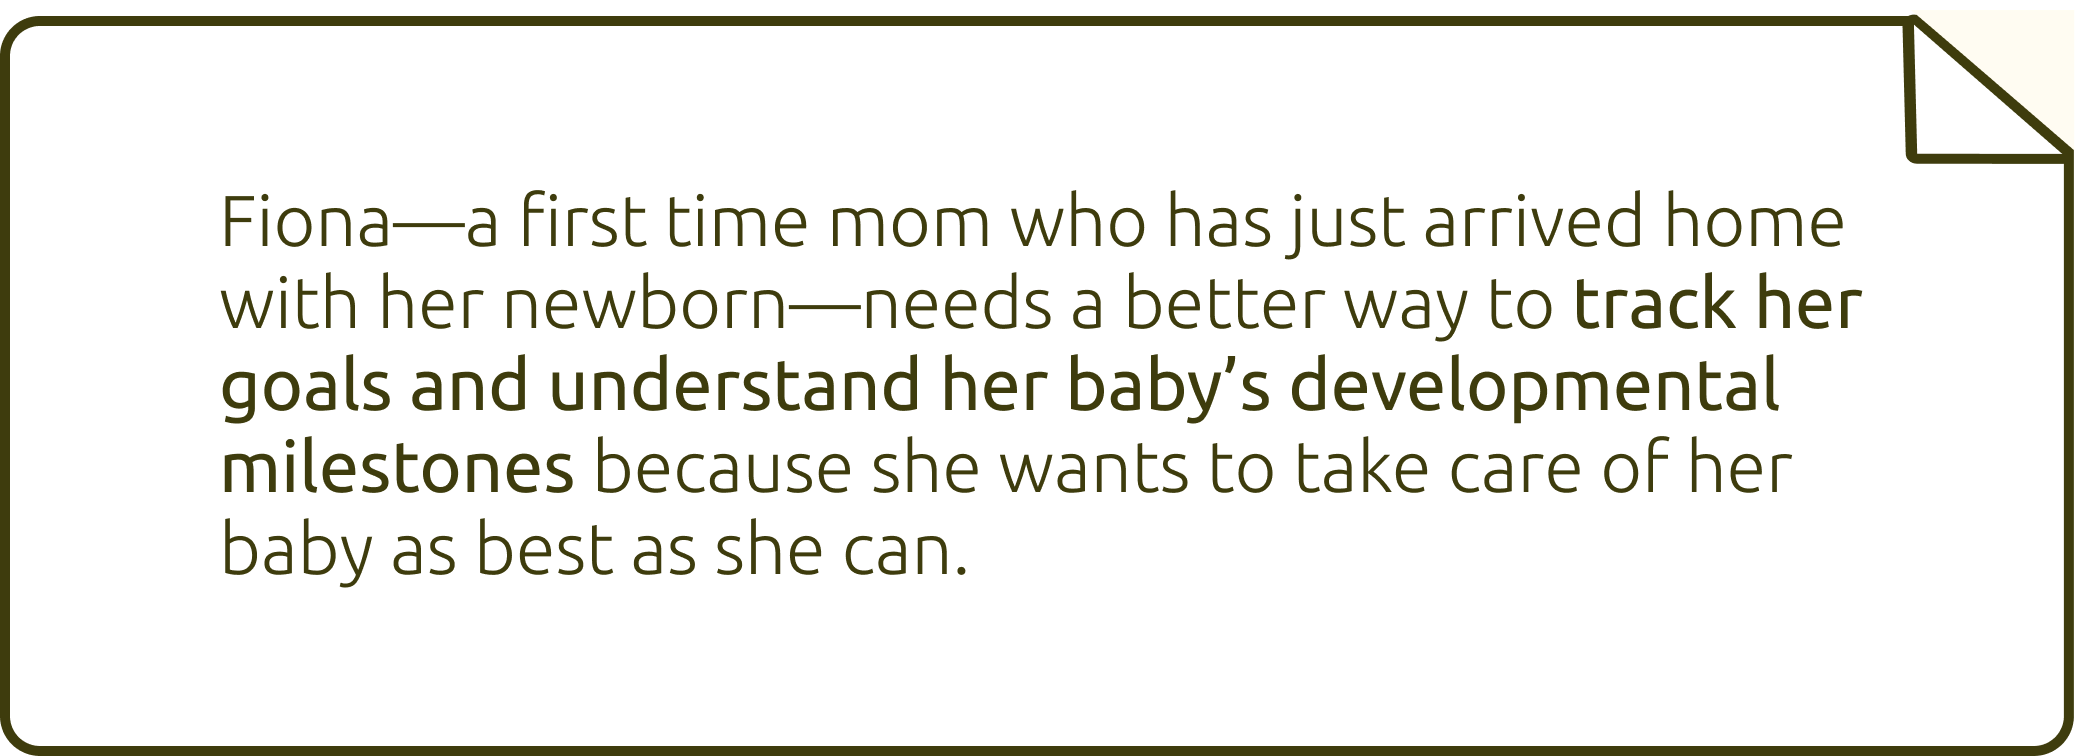 Fiona—a first time mom who has just arrived home
with her newborn—needs a better way to track her
goals and understand her baby’s developmental
milestones because she wants to take care of her
baby as best as she can.